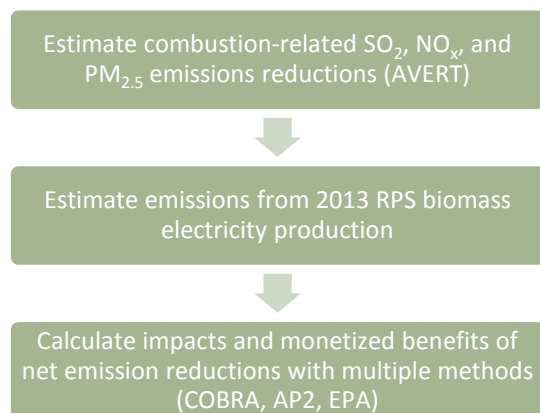 Estimate combustion-related SO₂, NOₓ, and
PM₂.₅ emissions reductions (AVERT)
Estimate emissions from 2013 RPS biomass
electricity production
Calculate impacts and monetized benefits of
net emission reductions with multiple methods
(COBRA, AP2, EPA)